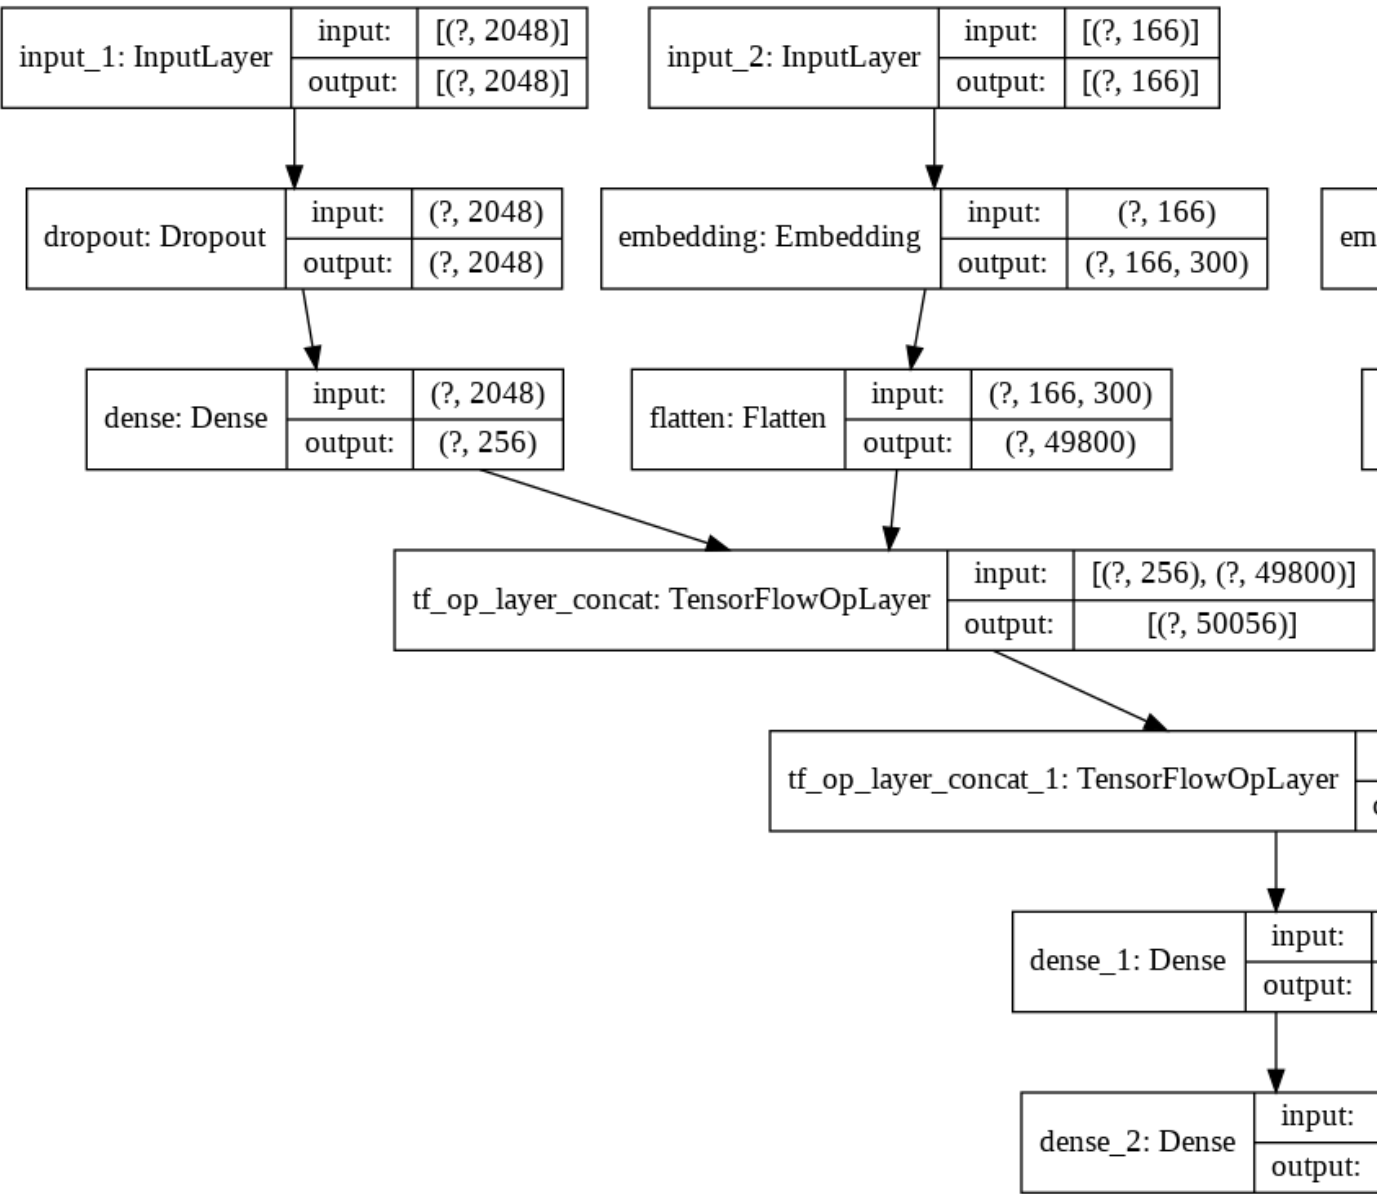 input_1: InputLayer
input: [(?, 2048)]
output: [(?, 2048)]
input_2: InputLayer
input: [(?, 166)]
output: [(?, 166)]
dropout: Dropout
input: (?, 2048)
output: (?, 2048)
embedding: Embedding
input: (?, 166)
output: (?, 166, 300)
em
dense: Dense
input: (?, 2048)
output: (?, 256)
flatten: Flatten
input: (?, 166, 300)
output: (?, 49800)
tf_op_layer_concat: TensorFlowOpLayer
input: [(?, 256), (?, 49800)]
output: [(?, 50056)]
tf_op_layer_concat_1: TensorFlowOpLayer
dense_1: Dense
input:
output:
dense_2: Dense
input:
output: